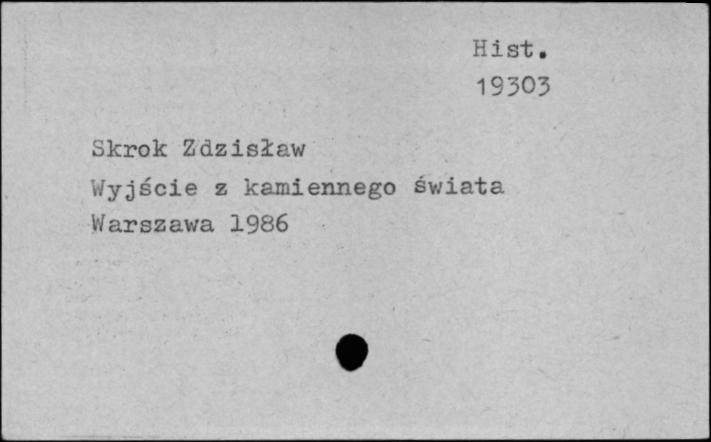 Hist.
19303
Skrok Zdzisław
Wyjście z kamiennego świata
Warszawa 1986